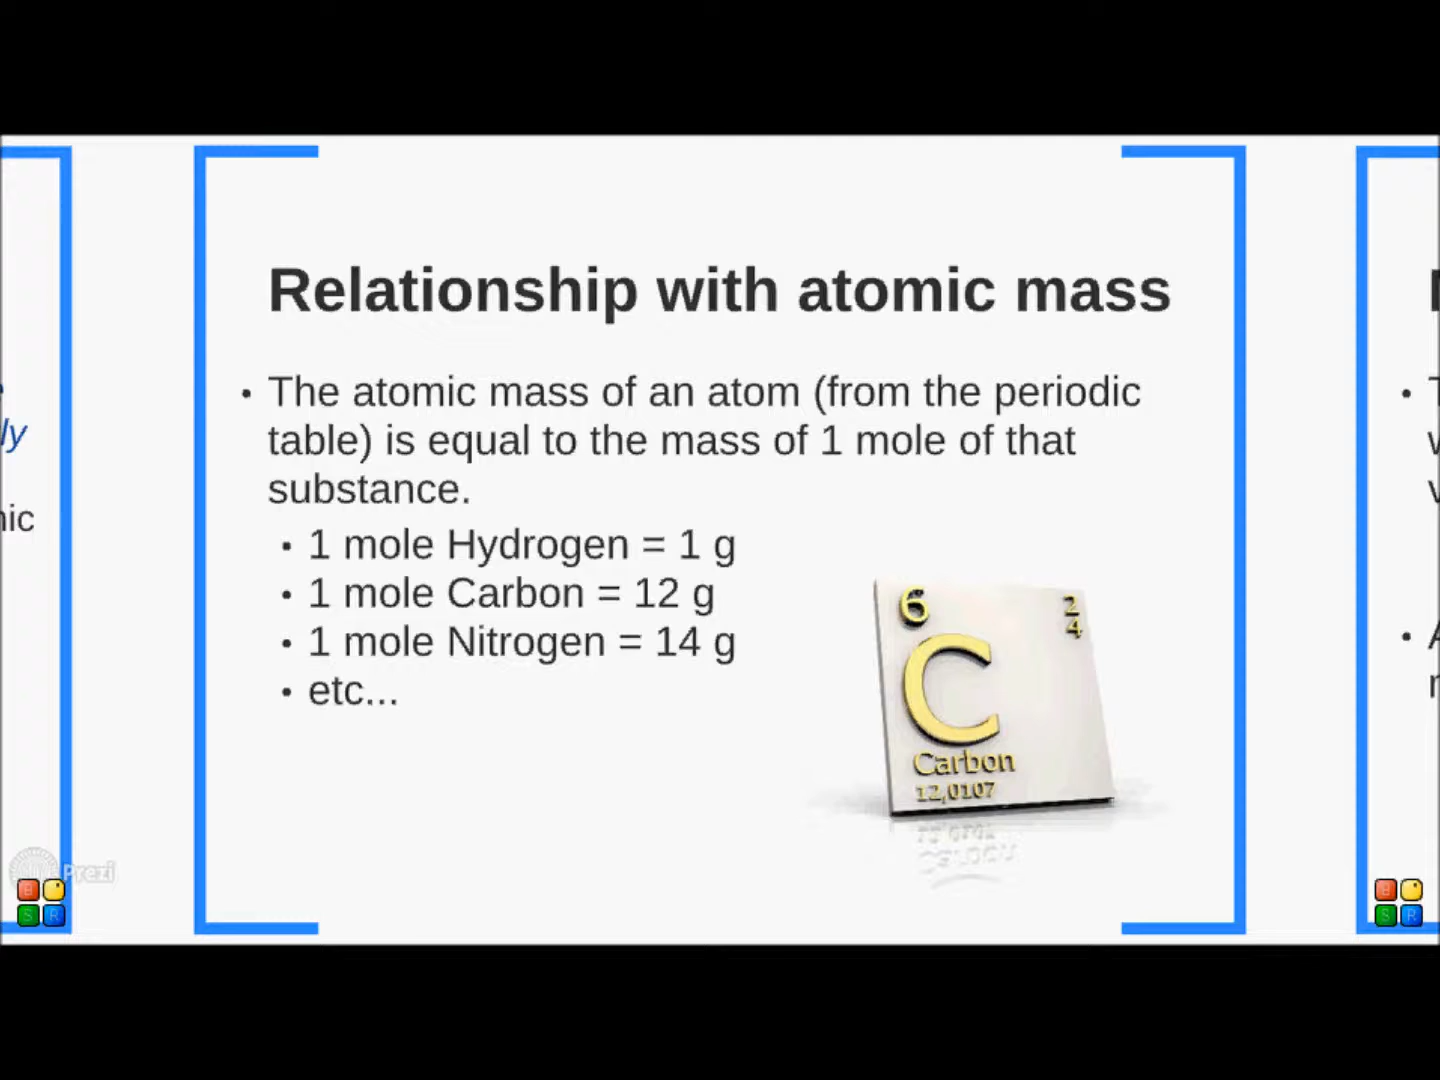 Relationship with atomic mass
• The atomic mass of an atom (from the periodic
table) is equal to the mass of 1 mole of that
substance.
• 1 mole Hydrogen = 1 g
• 1 mole Carbon = 12 g
• 1 mole Nitrogen = 14 g
• etc...
6
2
4
C
Carbon
12,0107
ly
nic
Prezi
B
S R
B
S R